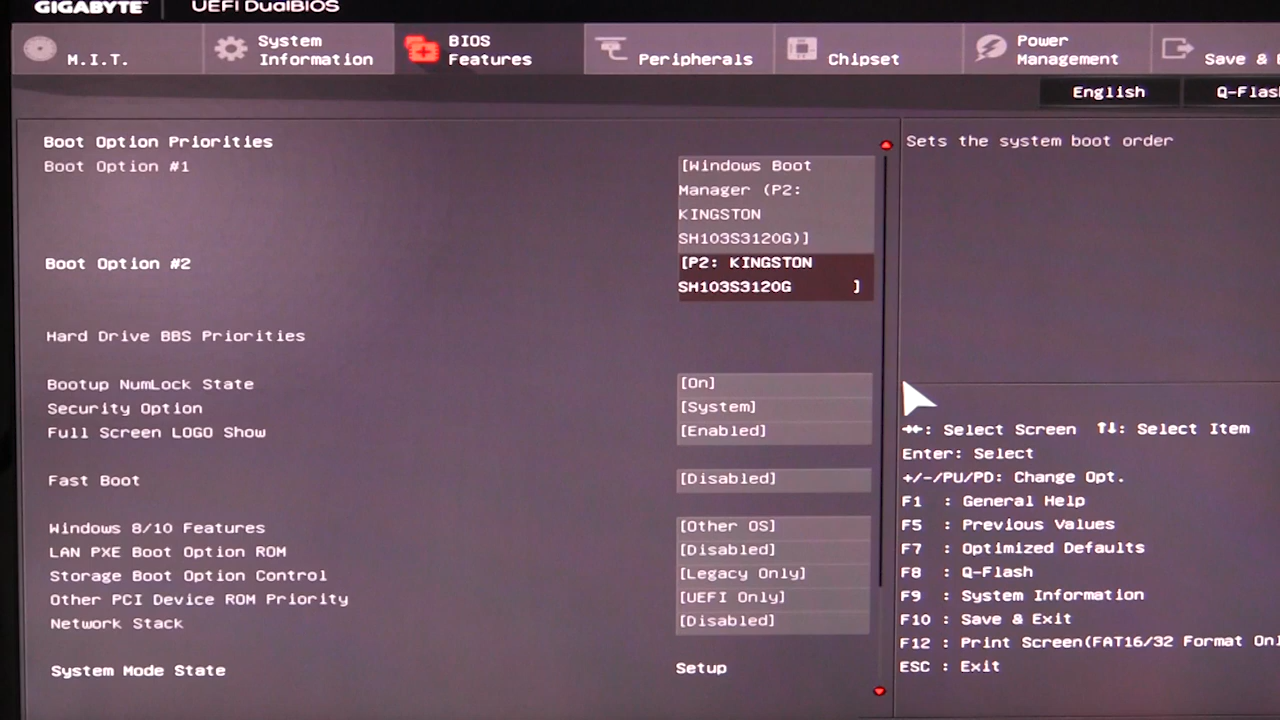 GIGABYTE™ UEFI DualBIOS
M.I.T.
System Information
BIOS Features
Peripherals
Chipset
Power Management
Save &
English
Q-Flas
Boot Option Priorities
Boot Option #1 [Windows Boot
Manager (P2:
KINGSTON
SH103S3120G)]
Boot Option #2 [P2: KINGSTON
SH103S3120G ]
Hard Drive BBS Priorities
Bootup NumLock State [On]
Security Option [System]
Full Screen LOGO Show [Enabled]
Fast Boot [Disabled]
Windows 8/10 Features [Other OS]
LAN PXE Boot Option ROM [Disabled]
Storage Boot Option Control [Legacy Only]
Other PCI Device ROM Priority [UEFI Only]
Network Stack [Disabled]
System Mode State Setup
Sets the system boot order
→←: Select Screen ↑↓: Select Item
Enter: Select
+/-/PU/PD: Change Opt.
F1 : General Help
F5 : Previous Values
F7 : Optimized Defaults
F8 : Q-Flash
F9 : System Information
F10 : Save & Exit
F12 : Print Screen(FAT16/32 Format On
ESC : Exit